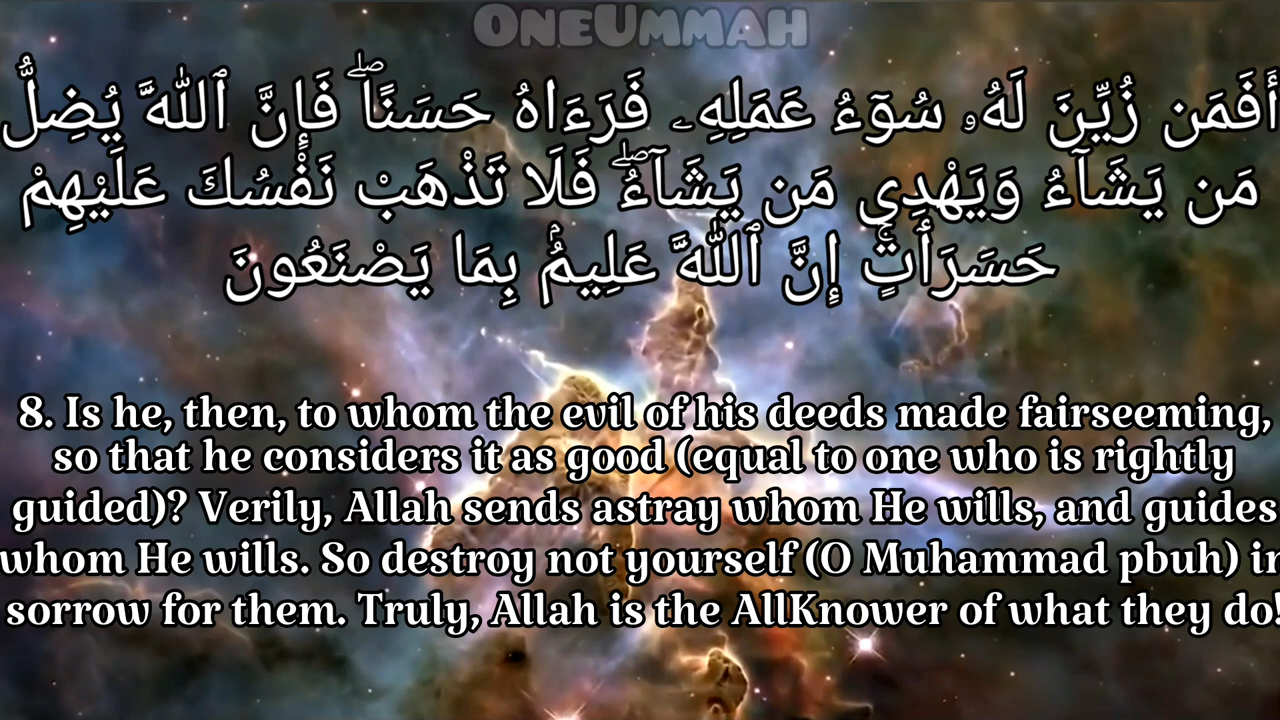 OneUmmah
أَفَمَن زُيِّنَ لَهُۥ سُوٓءُ عَمَلِهِۦ فَرَءَاهُ حَسَنًاۖ فَإِنَّ ٱللَّهَ يُضِلُّ
مَن يَشَآءُ وَيَهْدِي مَن يَشَآءُۖ فَلَا تَذْهَبْ نَفْسُكَ عَلَيْهِمْ
حَسَرَأتٍۚ إِنَّ ٱللَّهَ عَلِيمُۢ بِمَا يَصْنَعُونَ
8. Is he, then, to whom the evil of his deeds made fairseeming,
so that he considers it as good (equal to one who is rightly
guided)? Verily, Allah sends astray whom He wills, and guides
whom He wills. So destroy not yourself (O Muhammad pbuh) in
sorrow for them. Truly, Allah is the AllKnower of what they do!